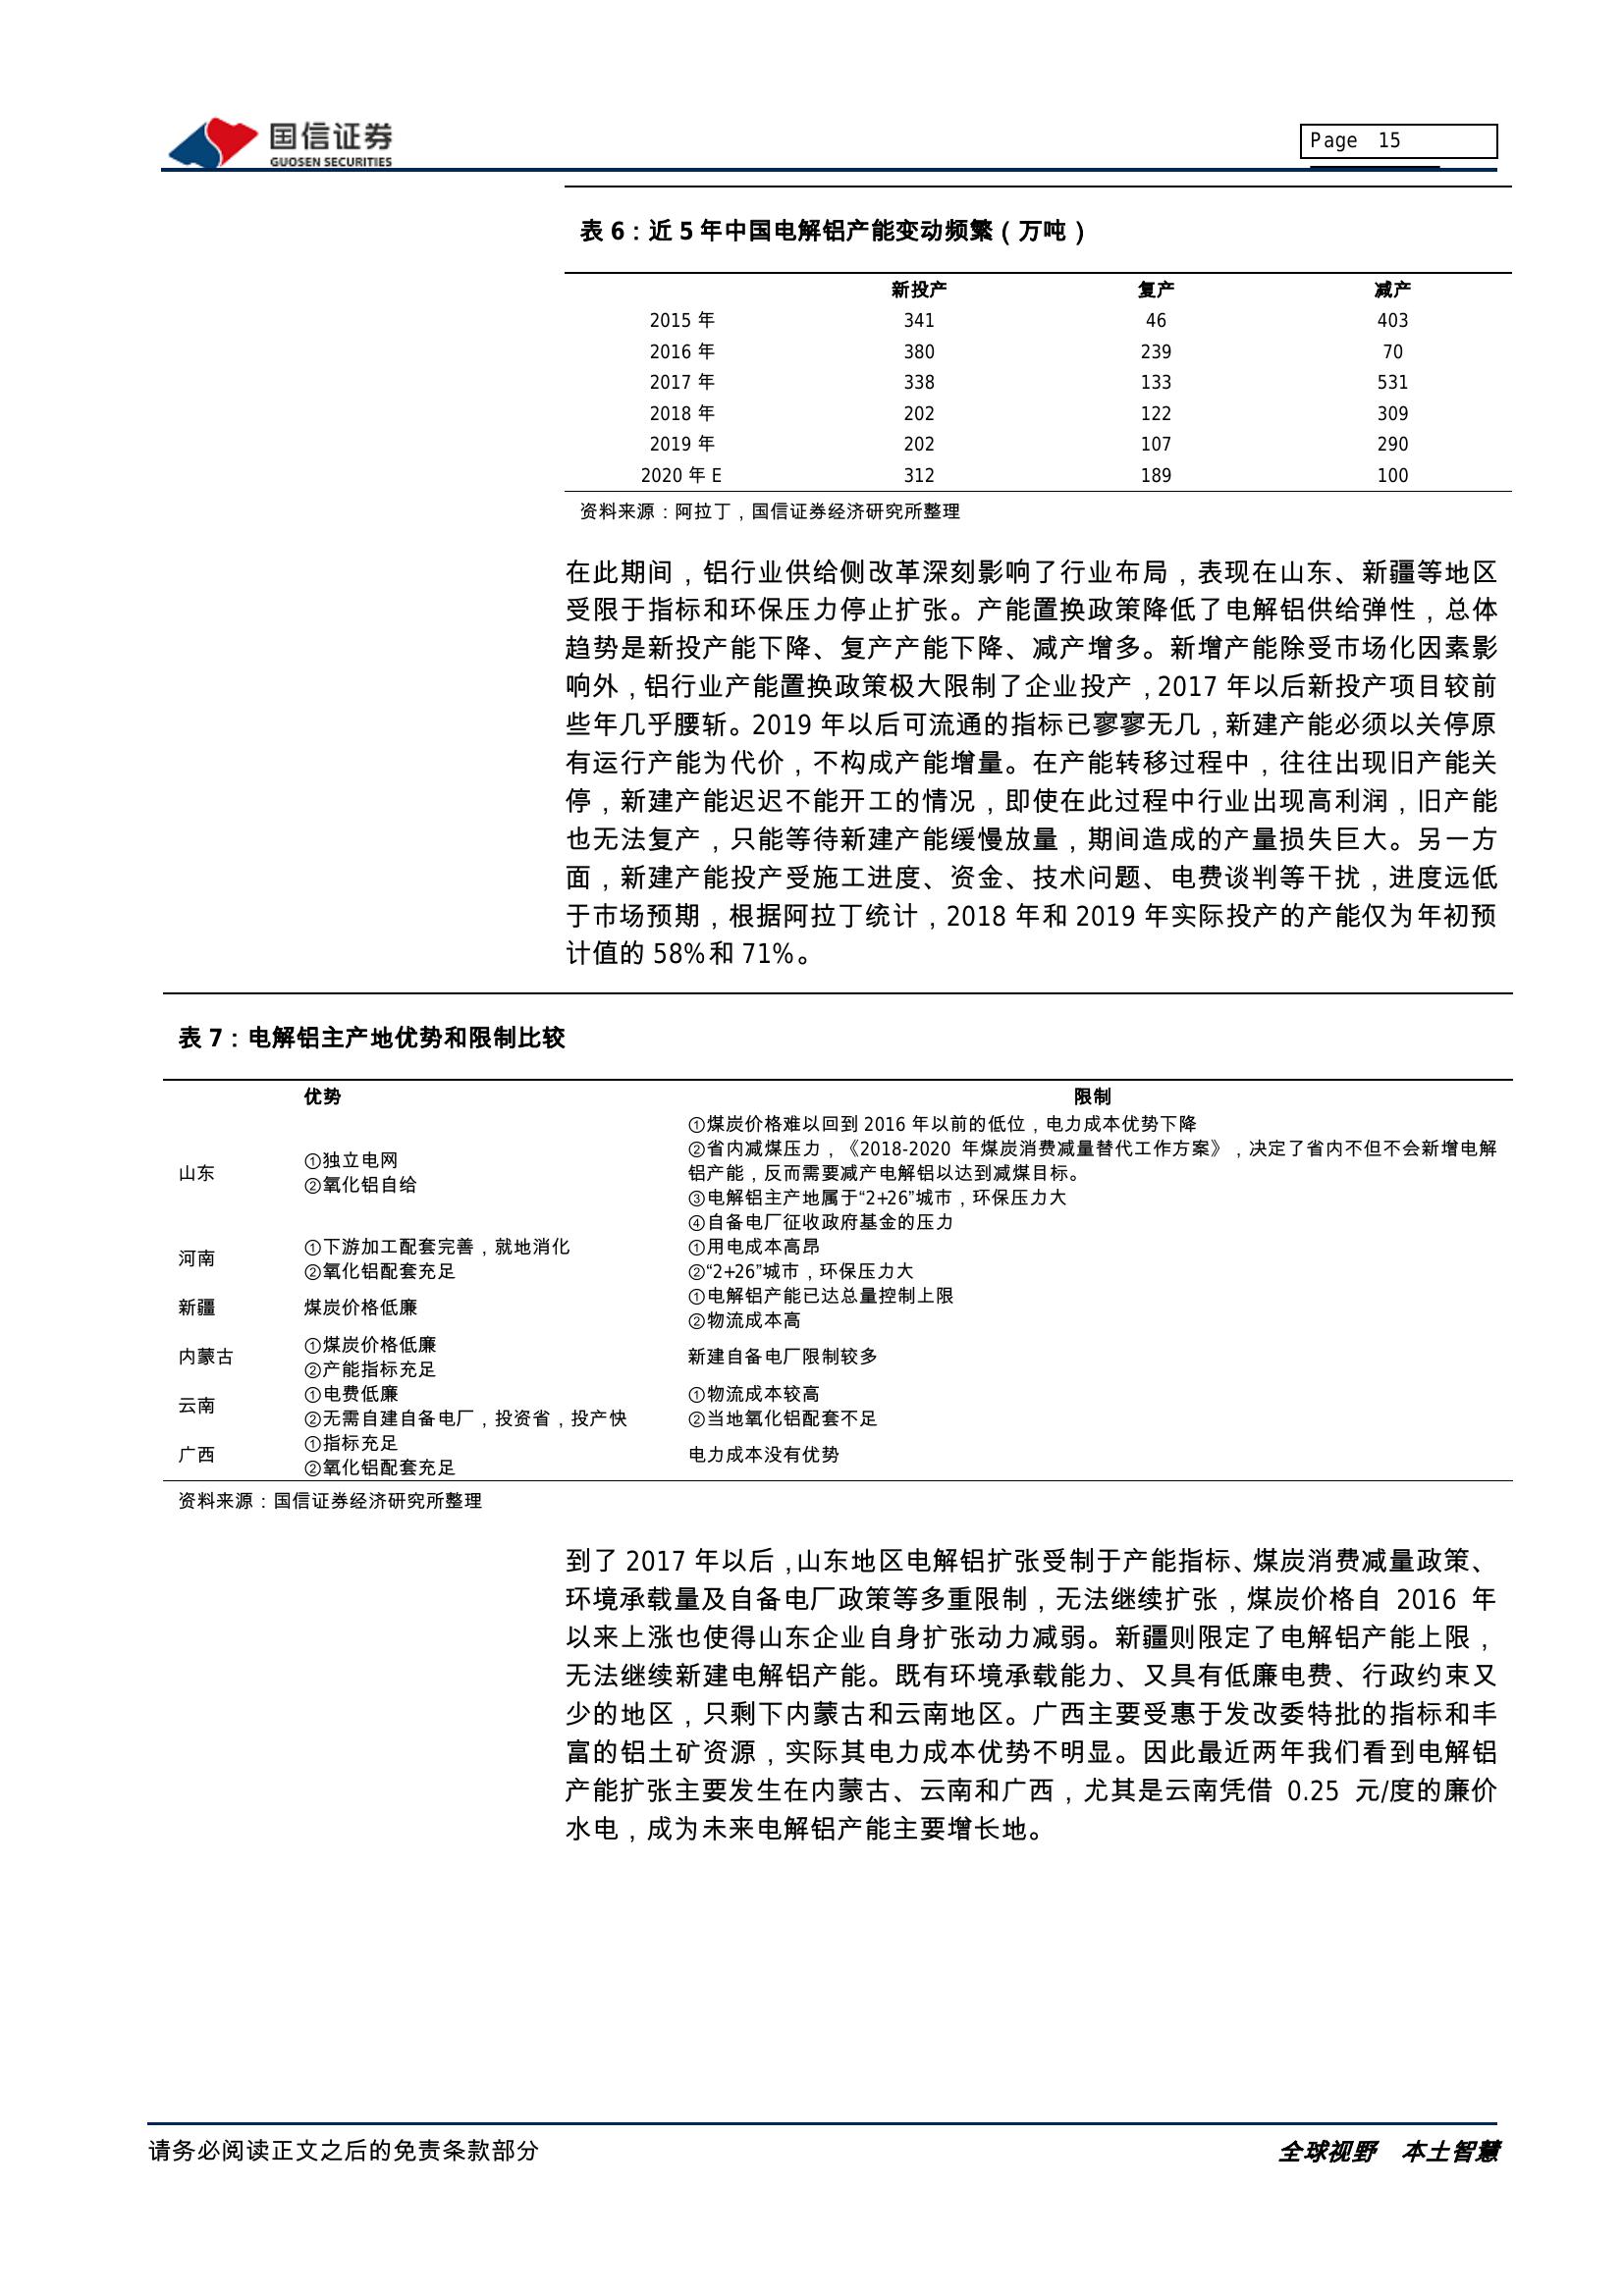 国信证券
GUOSEN SECURITIES
Page 15
表 6：近 5 年中国电解铝产能变动频繁（万吨）
新投产 复产 减产
2015 年 341 46 403
2016 年 380 239 70
2017 年 338 133 531
2018 年 202 122 309
2019 年 202 107 290
2020 年 E 312 189 100
资料来源：阿拉丁，国信证券经济研究所整理
在此期间，铝行业供给侧改革深刻影响了行业布局，表现在山东、新疆等地区
受限于指标和环保压力停止扩张。产能置换政策降低了电解铝供给弹性，总体
趋势是新投产能下降、复产产能下降、减产增多。新增产能除受市场化因素影
响外，铝行业产能置换政策极大限制了企业投产，2017 年以后新投产项目较前
些年几乎腰斩。2019 年以后可流通的指标已寥寥无几，新建产能必须以关停原
有运行产能为代价，不构成产能增量。在产能转移过程中，往往出现旧产能关
停，新建产能迟迟不能开工的情况，即使在此过程中行业出现高利润，旧产能
也无法复产，只能等待新建产能缓慢放量，期间造成的产量损失巨大。另一方
面，新建产能投产受施工进度、资金、技术问题、电费谈判等干扰，进度远低
于市场预期，根据阿拉丁统计，2018 年和 2019 年实际投产的产能仅为年初预
计值的 58%和 71%。
表 7：电解铝主产地优势和限制比较
优势 限制
山东
①独立电网
②氧化铝自给
①煤炭价格难以回到 2016 年以前的低位，电力成本优势下降
②省内减煤压力，《2018-2020 年煤炭消费减量替代工作方案》，决定了省内不但不会新增电解
铝产能，反而需要减产电解铝以达到减煤目标。
③电解铝主产地属于“2+26”城市，环保压力大
④自备电厂征收政府基金的压力
河南
①下游加工配套完善，就地消化
②氧化铝配套充足
①用电成本高昂
②“2+26”城市，环保压力大
新疆
煤炭价格低廉
①电解铝产能已达总量控制上限
②物流成本高
内蒙古
①煤炭价格低廉
②产能指标充足
新建自备电厂限制较多
云南
①电费低廉
②无需自建自备电厂，投资省，投产快
①物流成本较高
②当地氧化铝配套不足
广西
①指标充足
②氧化铝配套充足
电力成本没有优势
资料来源：国信证券经济研究所整理
到了 2017 年以后，山东地区电解铝扩张受制于产能指标、煤炭消费减量政策、
环境承载量及自备电厂政策等多重限制，无法继续扩张，煤炭价格自 2016 年
以来上涨也使得山东企业自身扩张动力减弱。新疆则限定了电解铝产能上限，
无法继续新建电解铝产能。既有环境承载能力、又具有低廉电费、行政约束又
少的地区，只剩下内蒙古和云南地区。广西主要受惠于发改委特批的指标和丰
富的铝土矿资源，实际其电力成本优势不明显。因此最近两年我们看到电解铝
产能扩张主要发生在内蒙古、云南和广西，尤其是云南凭借 0.25 元/度的廉价
水电，成为未来电解铝产能主要增长地。
请务必阅读正文之后的免责条款部分
全球视野 本土智慧